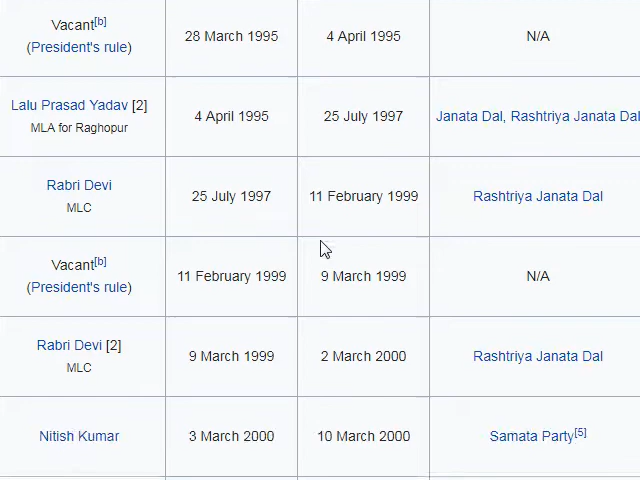 Vacant[b]
(President's rule)
28 March 1995
4 April 1995
N/A
Lalu Prasad Yadav [2]
MLA for Raghopur
4 April 1995
25 July 1997
Janata Dal, Rashtriya Janata Dal
Rabri Devi
MLC
25 July 1997
11 February 1999
Rashtriya Janata Dal
Vacant[b]
(President's rule)
11 February 1999
9 March 1999
N/A
Rabri Devi [2]
MLC
9 March 1999
2 March 2000
Rashtriya Janata Dal
Nitish Kumar
3 March 2000
10 March 2000
Samata Party[5]